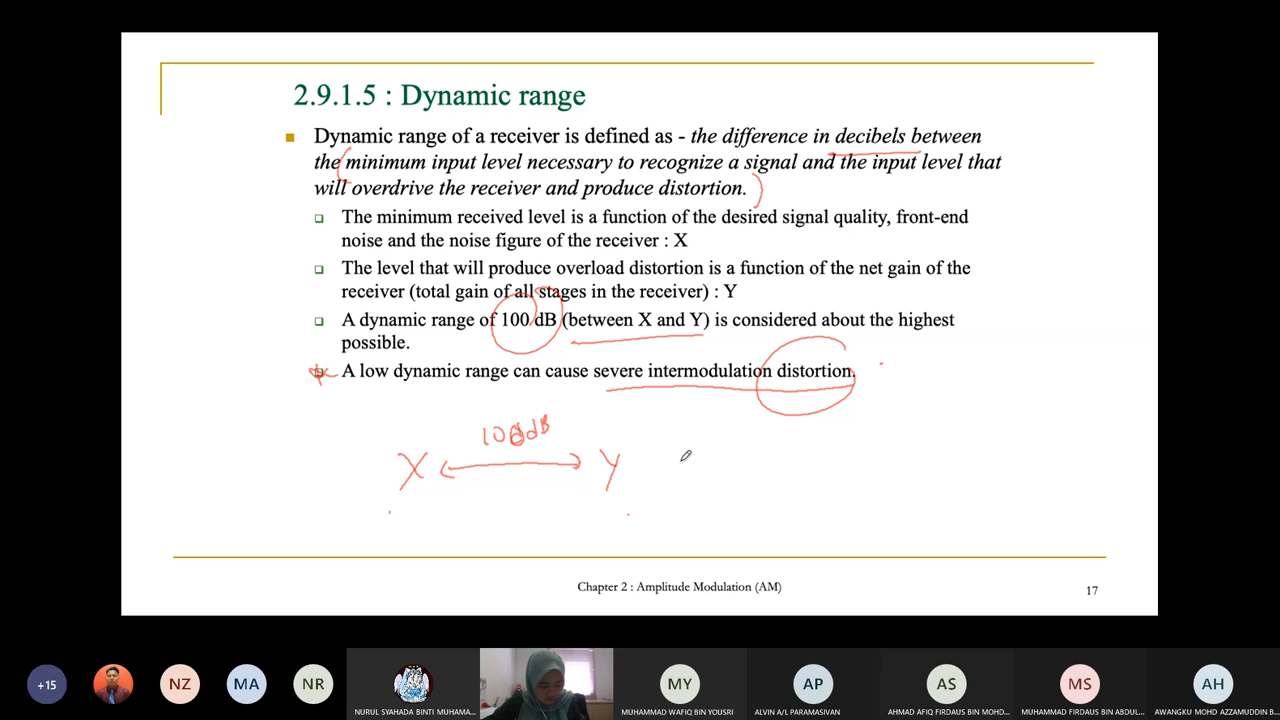 2.9.1.5 : Dynamic range
Dynamic range of a receiver is defined as - the difference in decibels between
the minimum input level necessary to recognize a signal and the input level that
will overdrive the receiver and produce distortion.
The minimum received level is a function of the desired signal quality, front-end
noise and the noise figure of the receiver : X
The level that will produce overload distortion is a function of the net gain of the
receiver (total gain of all stages in the receiver) : Y
A dynamic range of 100 dB (between X and Y) is considered about the highest
possible.
A low dynamic range can cause severe intermodulation distortion.
100dB
X Y
Chapter 2 : Amplitude Modulation (AM)
17
+15
NZ
MA
NR
MY
AP
AS
MS
AH
NURUL SYAHADA BINTI MUHAMA...
MUHAMMAD WAFIQ BIN YOUSRI
ALVIN A/L PARAMASIVAN
AHMAD AFIQ FIRDAUS BIN MOHD...
MUHAMMAD FIRDAUS BIN ABDUL...
AWANGKU MOHD AZZAMUDDIN B...